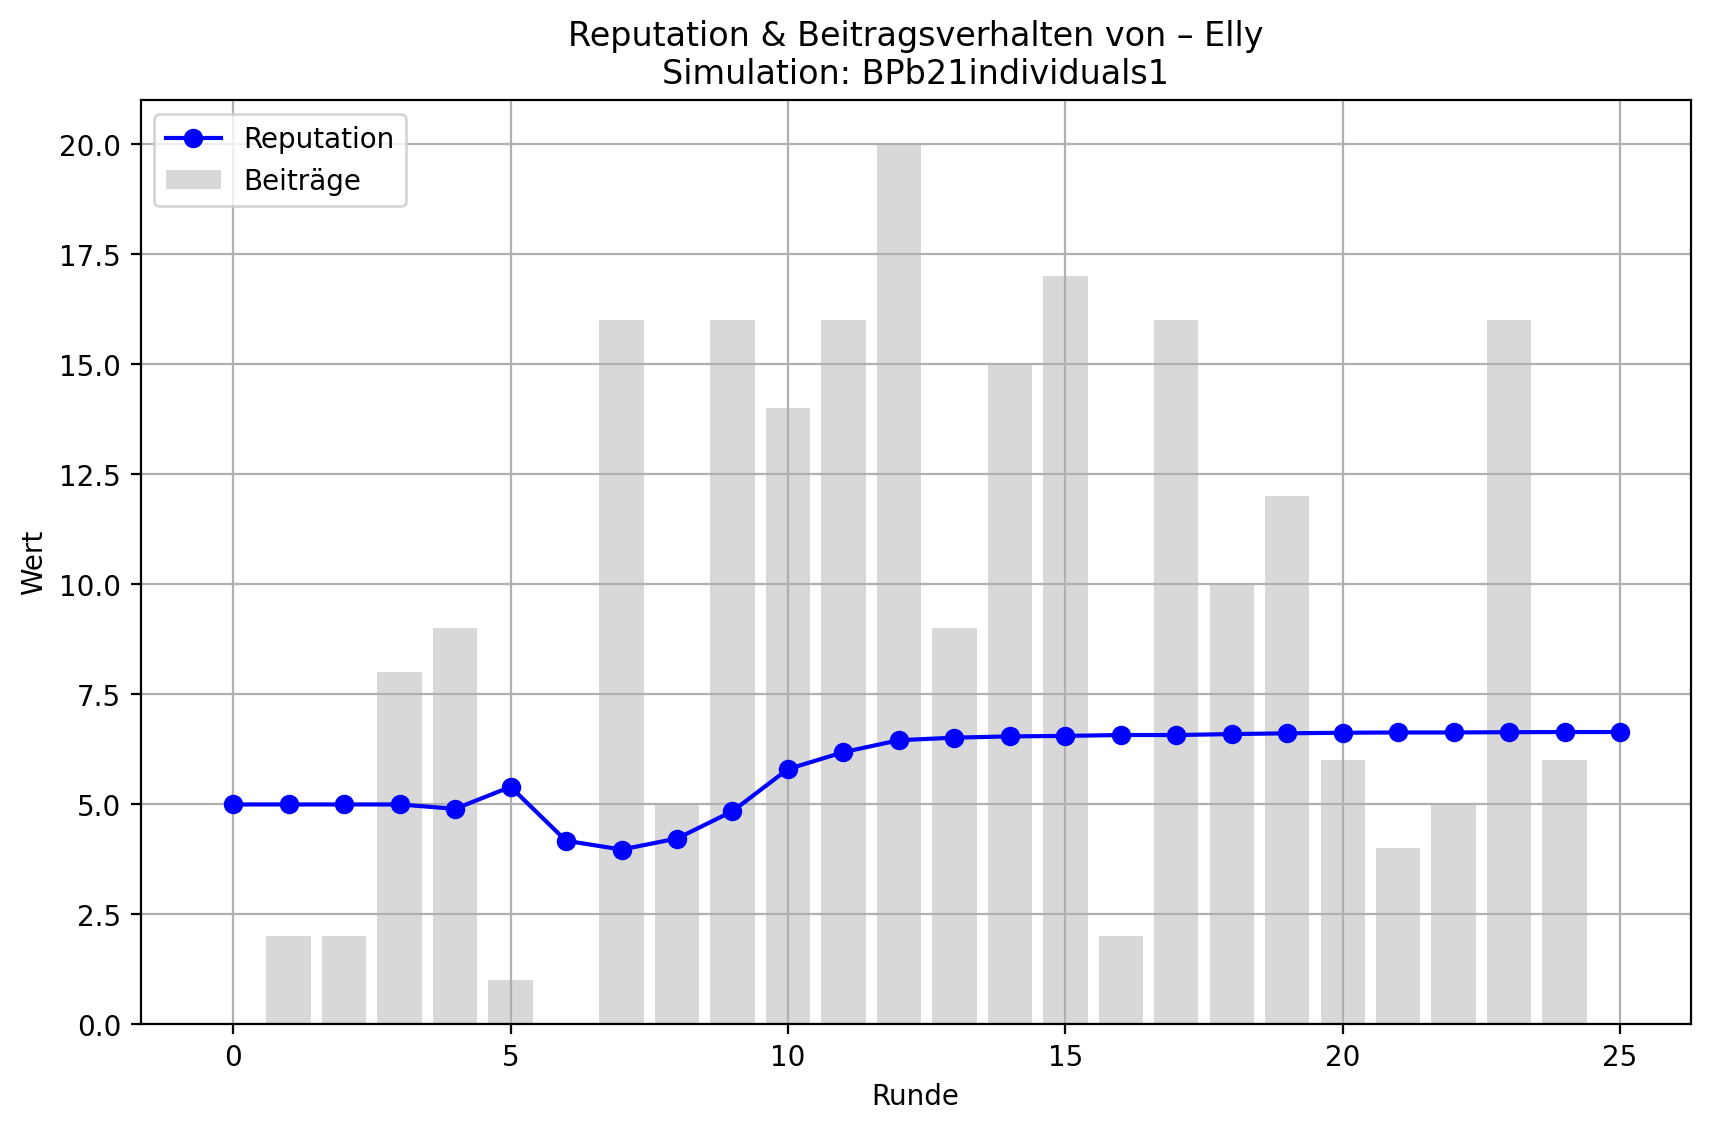 Reputation & Beitragsverhalten von – Elly
Simulation: BPb21individuals1
Reputation
Beiträge
20.0
17.5
15.0
12.5
10.0
7.5
5.0
2.5
0.0
Wert
0 5 10 15 20 25
Runde